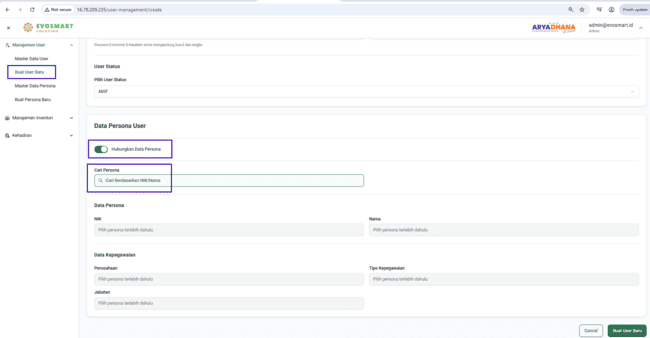 Not secure 16.78.209.235/user-management/create
Finish update
EVOSMART
ARYADHANA
admin@evosmart.id
Admin
Manajemen User
Master Data User
Buat User Baru
Master Data Persona
Buat Persona Baru
Manajemen Inventori
Kehadiran
Password minimal 8 karakter serta mengandung huruf dan angka
User Status
Pilih User Status
Aktif
Data Persona User
Hubungkan Data Persona
Cari Persona
Cari Berdasarkan NIK/Nama
Data Persona
NIK
Nama
Pilih persona terlebih dahulu
Pilih persona terlebih dahulu
Data Kepegawaian
Perusahaan
Tipe Kepegawaian
Pilih persona terlebih dahulu
Pilih persona terlebih dahulu
Jabatan
Pilih persona terlebih dahulu
Cancel
Buat User Baru